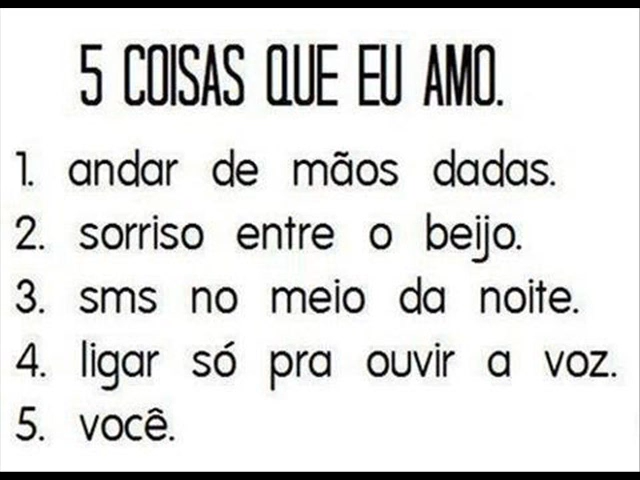 5 COISAS QUE EU AMO.
1. andar de mãos dadas.
2. sorriso entre o beijo.
3. sms no meio da noite.
4. ligar só pra ouvir a voz.
5. você.